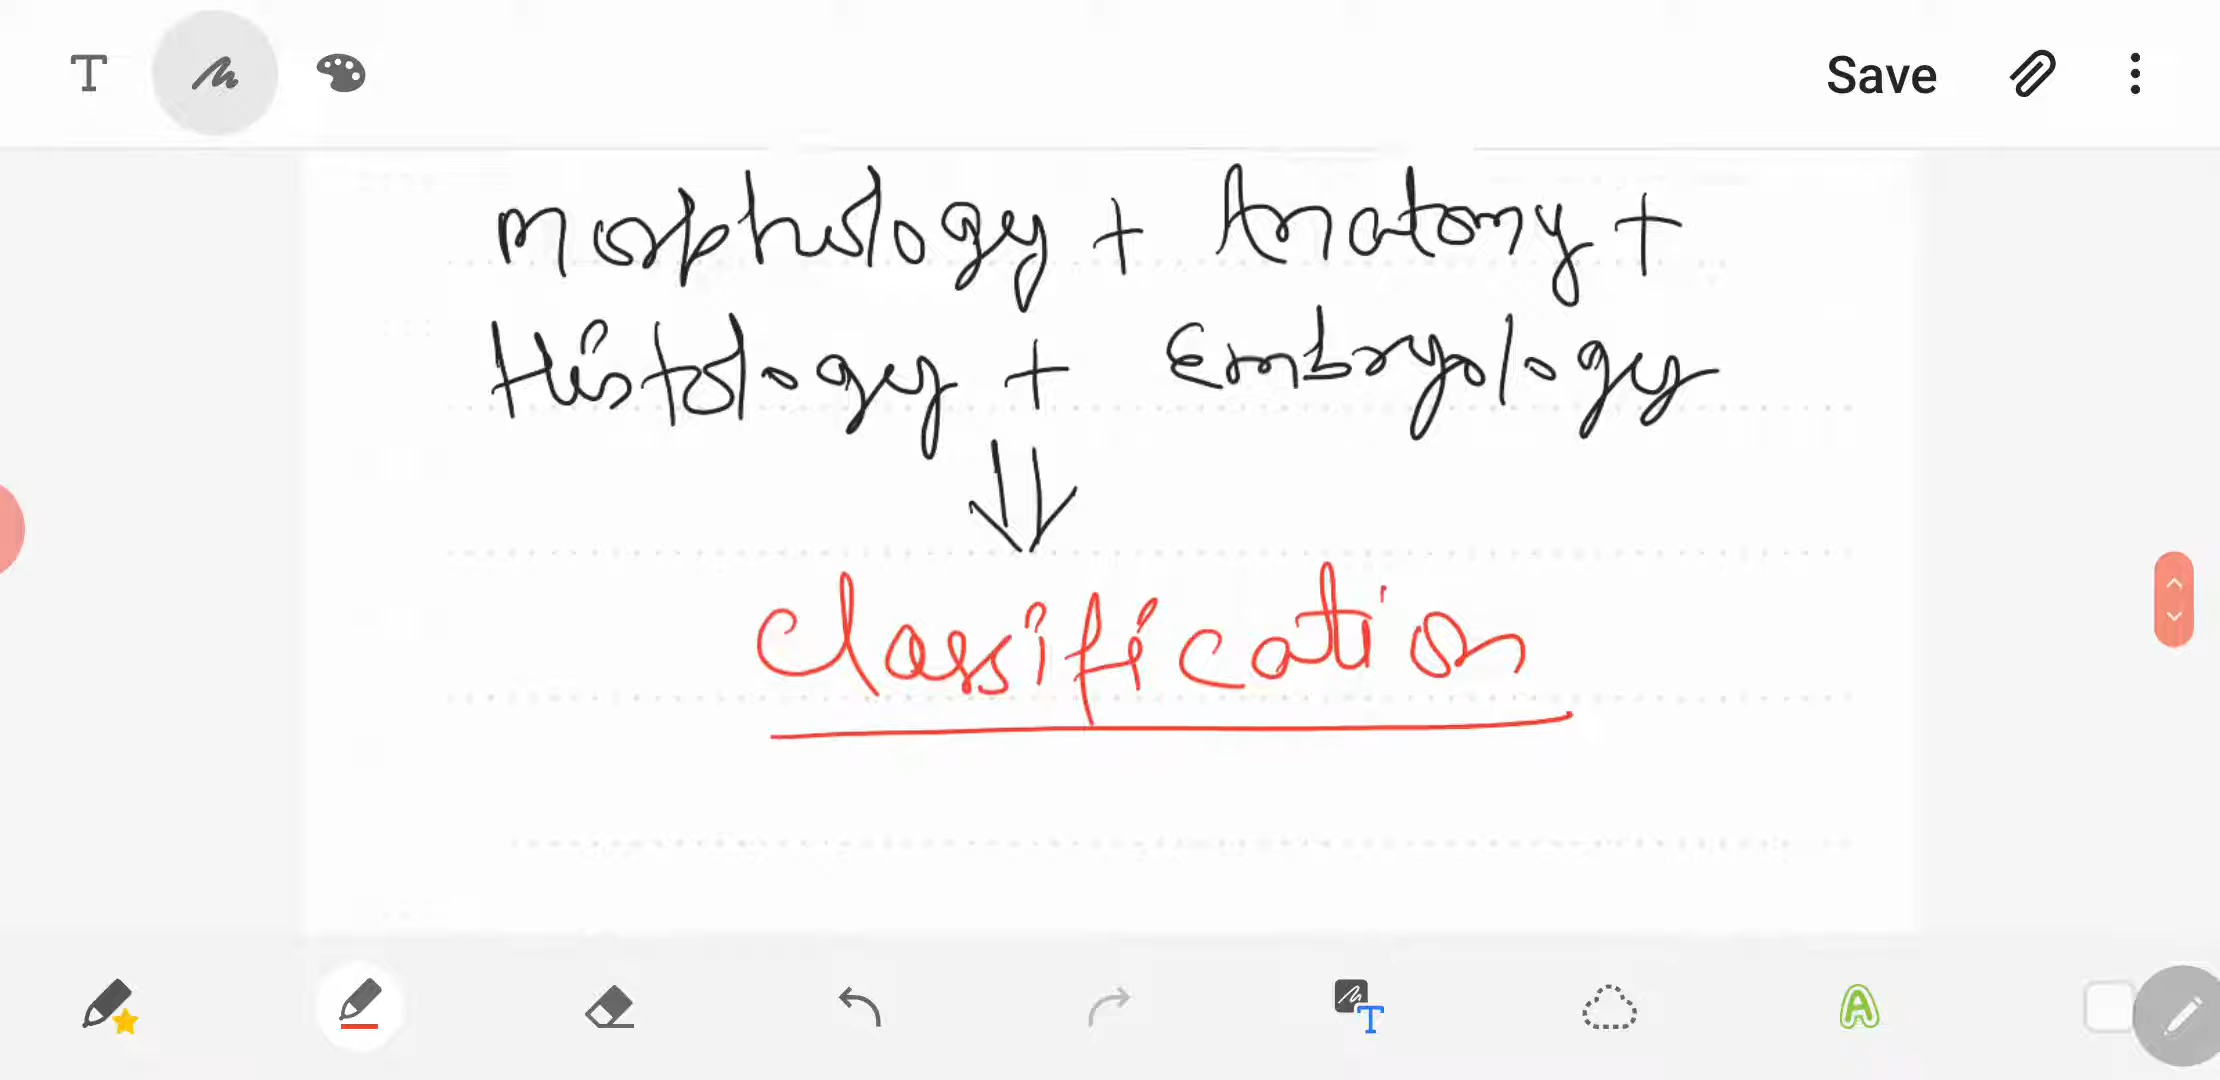 T Save
Morphology + Anatomy +
Histology + Embryology
Classification
T A